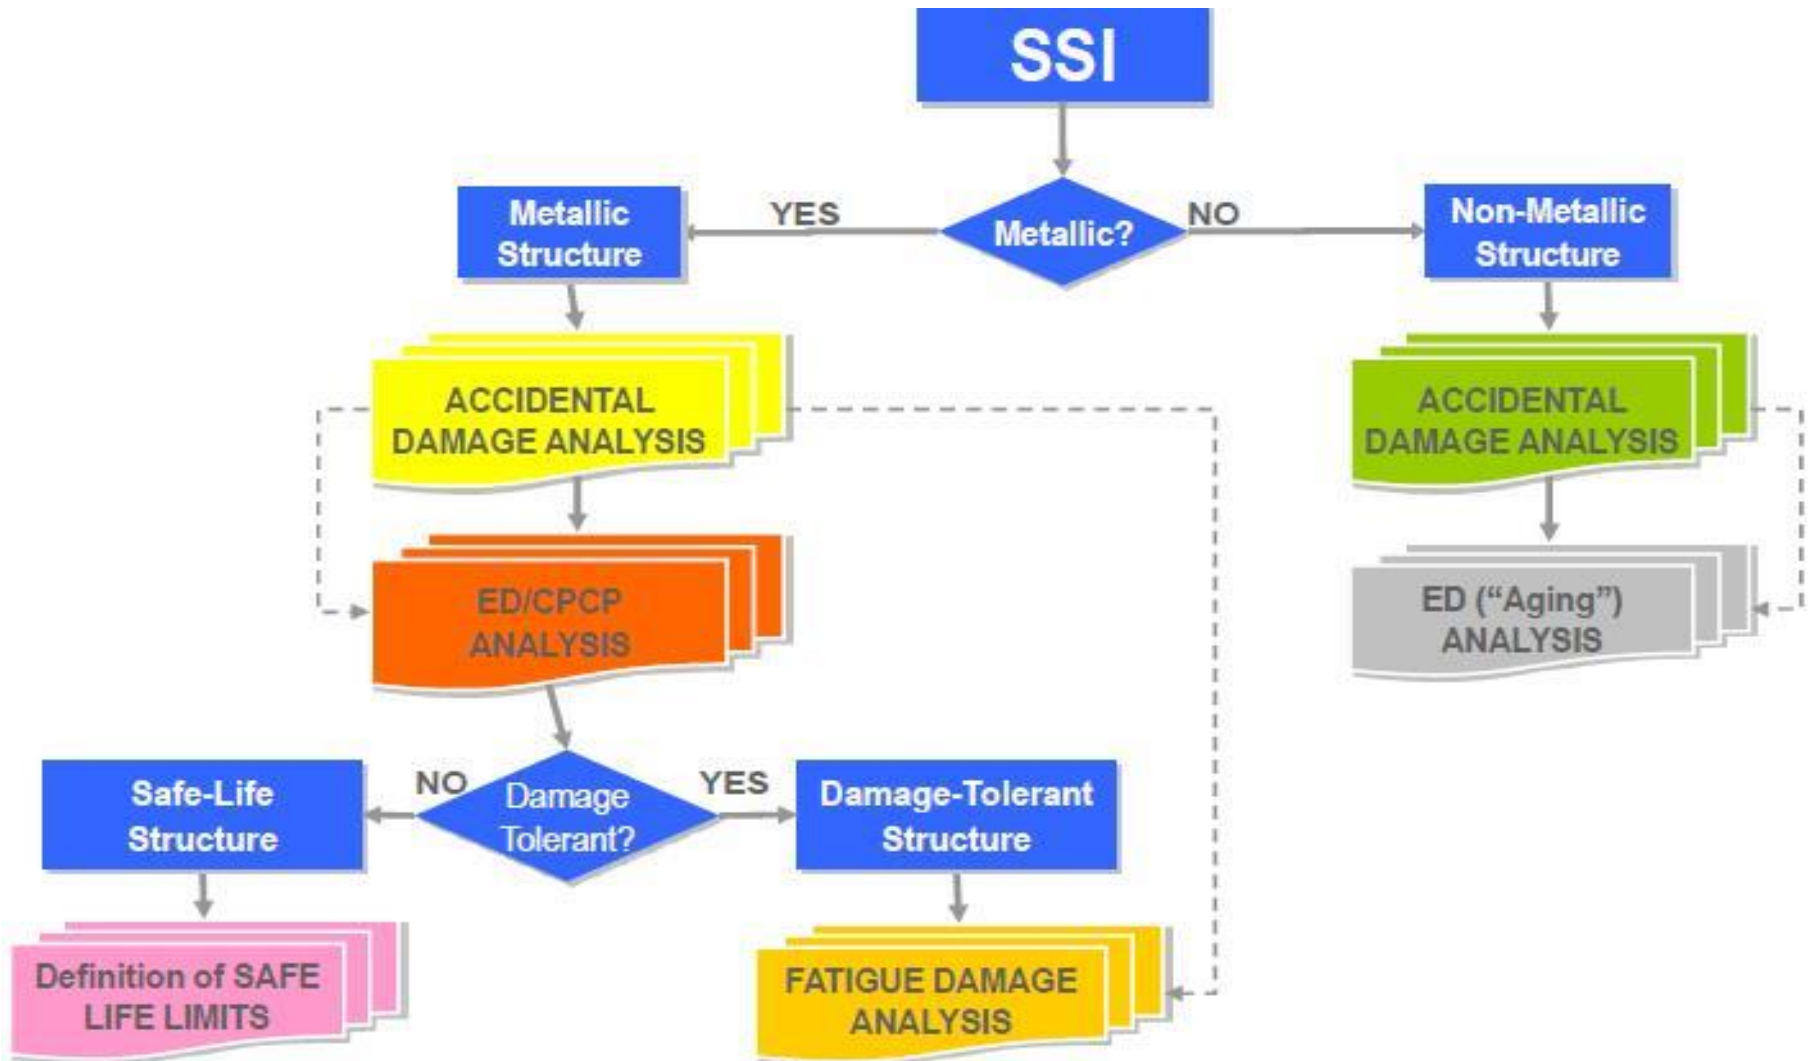 SSI
Metallic
Structure
YES
Metallic?
NO
Non-Metallic
Structure
ACCIDENTAL
DAMAGE ANALYSIS
ACCIDENTAL
DAMAGE ANALYSIS
ED/CPCP
ANALYSIS
ED (“Aging”)
ANALYSIS
Safe-Life
Structure
NO
Damage
Tolerant?
YES
Damage-Tolerant
Structure
Definition of SAFE
LIFE LIMITS
FATIGUE DAMAGE
ANALYSIS